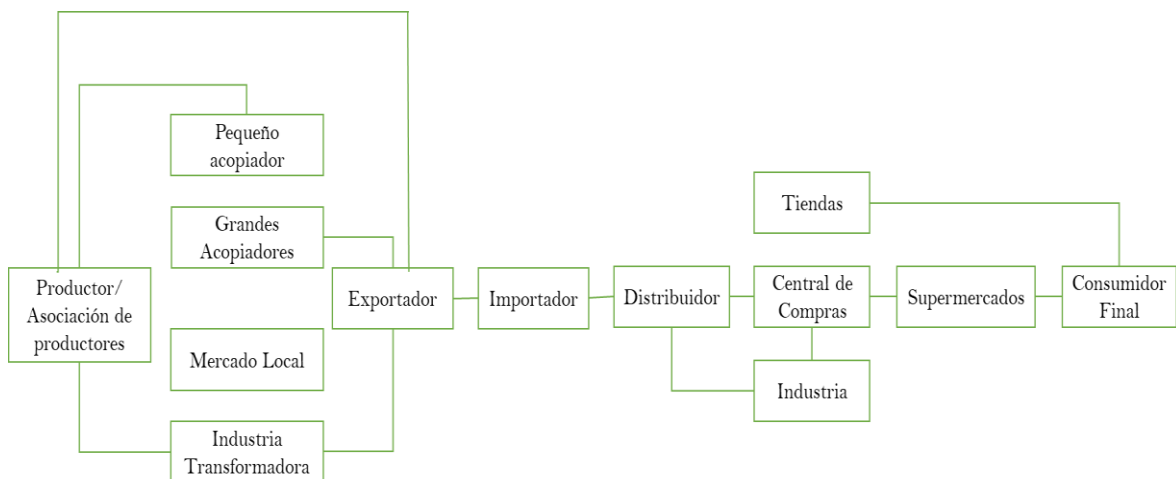 Pequeño
acopiador
Grandes
Acopiadores
Productor/
Asociación de
productores
Mercado Local
Industria
Transformadora
Exportador
Importador
Distribuidor
Tiendas
Central de
Compras
Industria
Supermercados
Consumidor
Final